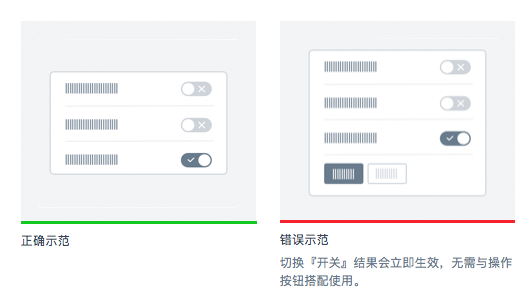 正确示范
错误示范
切换『开关』结果会立即生效，无需与操作
按钮搭配使用。